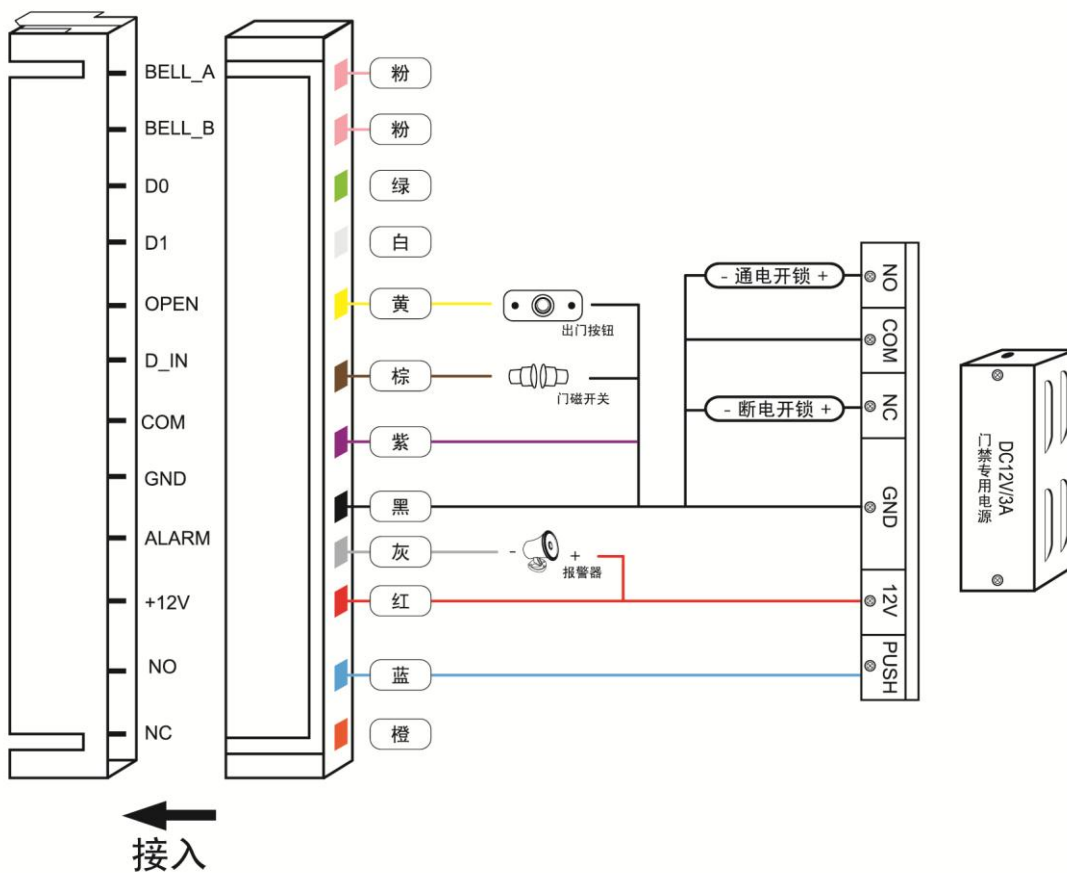 BELL_A
BELL_B
D0
D1
OPEN
D_IN
COM
GND
ALARM
+12V
NO
NC
粉
粉
绿
白
黄
棕
紫
黑
灰
红
蓝
橙
出门按钮
门磁开关
- +
报警器
- 通电开锁 +
- 断电开锁 +
NO
COM
NC
GND
12V
PUSH
DC12V/3A
门禁专用电源
接入